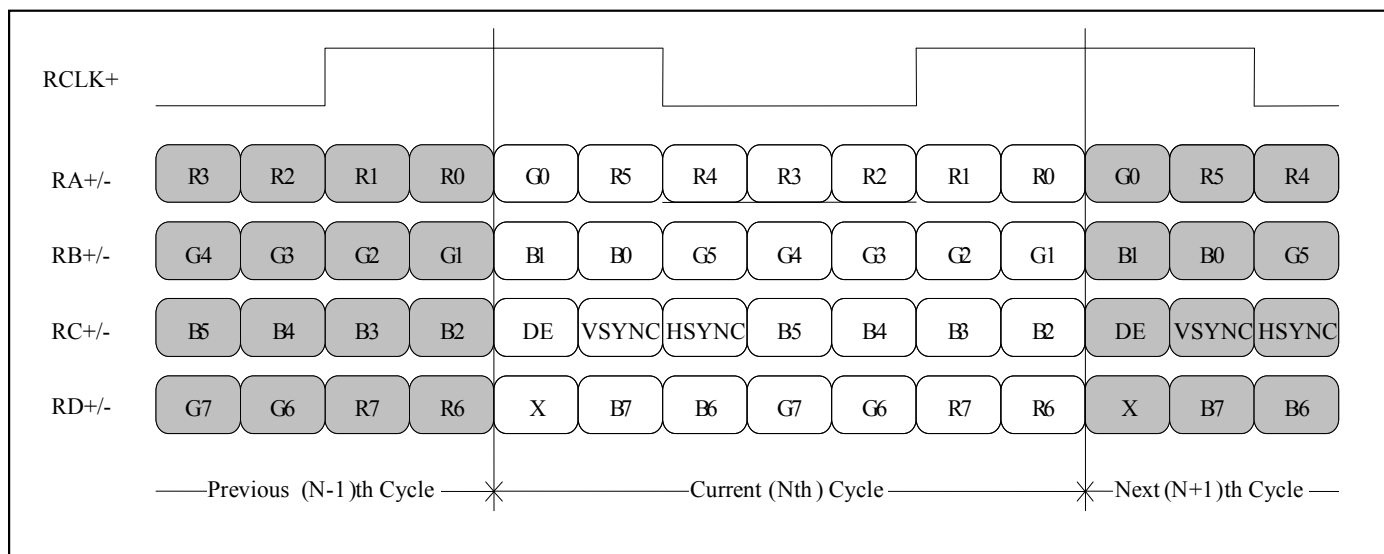 RCLK+
RA+/- R3 R2 R1 R0 G0 R5 R4 R3 R2 R1 R0 G0 R5 R4
RB+/- G4 G3 G2 G1 B1 B0 G5 G4 G3 G2 G1 B1 B0 G5
RC+/- B5 B4 B3 B2 DE VSYNC HSYNC B5 B4 B3 B2 DE VSYNC HSYNC
RD+/- G7 G6 R7 R6 X B7 B6 G7 G6 R7 R6 X B7 B6
Previous (N-1)th Cycle Current (Nth) Cycle Next (N+1)th Cycle